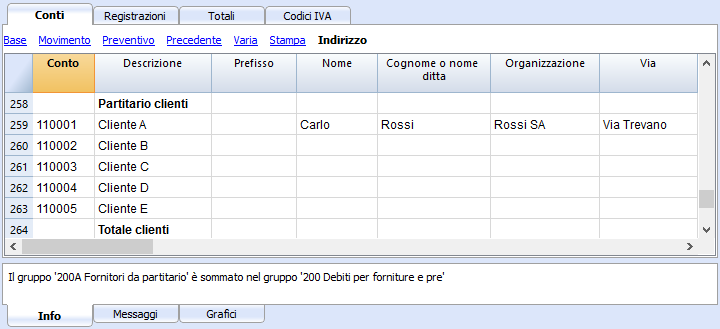 Conti Registrazioni Totali Codici IVA
Base Movimento Preventivo Precedente Varia Stampa Indirizzo
Conto Descrizione Prefisso Nome Cognome o nome ditta Organizzazione Via
258 Partitario clienti
259 110001 Cliente A Carlo Rossi Rossi SA Via Trevano
260 110002 Cliente B
261 110003 Cliente C
262 110004 Cliente D
263 110005 Cliente E
264 Totale clienti
Il gruppo '200A Fornitori da partitario' è sommato nel gruppo '200 Debiti per forniture e pre'
Info Messaggi Grafici